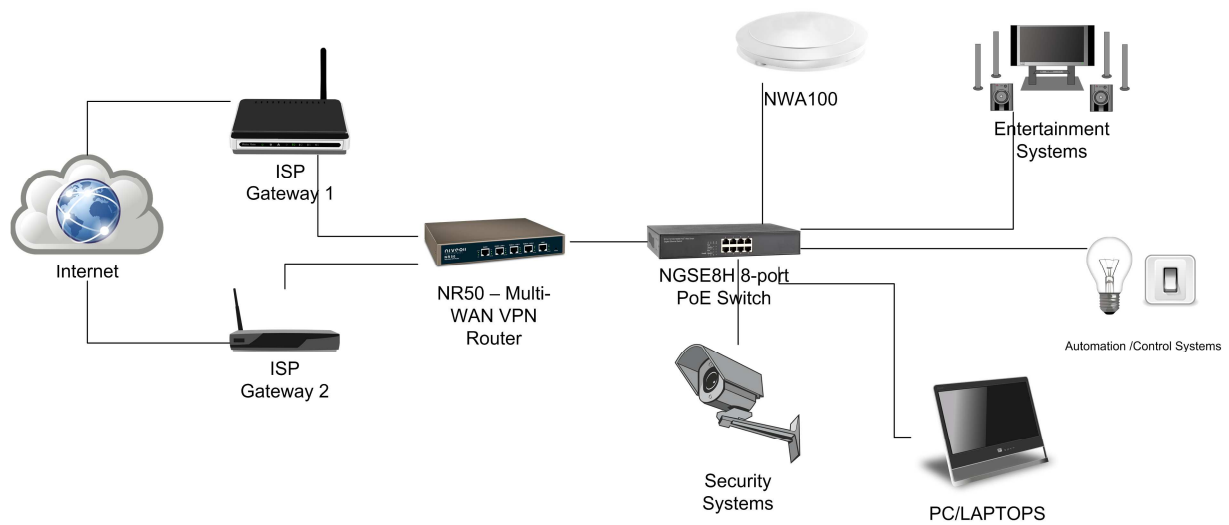 NWA100
Entertainment
Systems
ISP
Gateway 1
Internet
NR50 – Multi-
WAN VPN
Router
NGSE8H 8-port
PoE Switch
Automation /Control Systems
ISP
Gateway 2
Security
Systems
PC/LAPTOPS